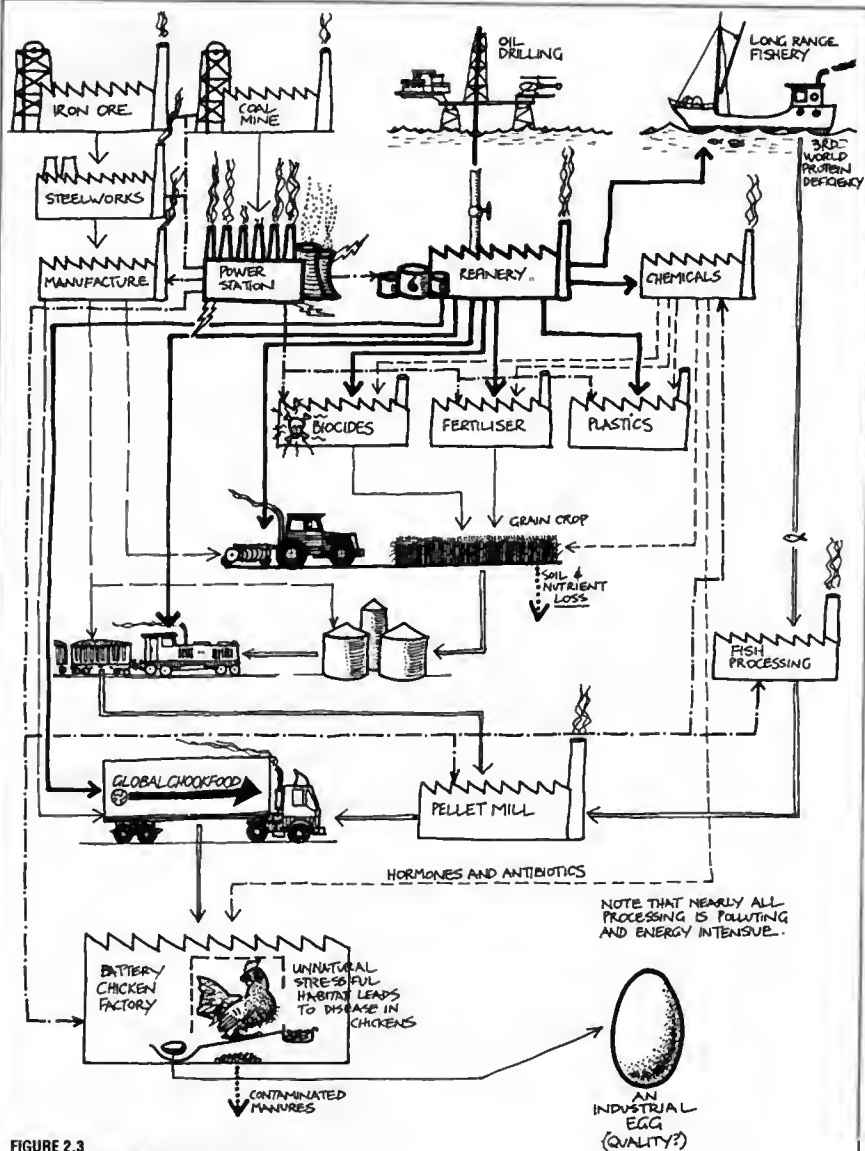 IRON ORE
COAL
MINE
OIL
DRILLING
LONG RANGE
FISHERY
3RD
WORLD
PROTEIN
DEFICIENCY
STEELWORKS
MANUFACTURE
POWER
STATION
REFINERY
CHEMICALS
BIOCIDES
FERTILISER
PLASTICS
GRAIN CROP
SOIL &
NUTRIENT
LOSS
FISH
PROCESSING
GLOBAL CHOOKFOOD
PELLET MILL
HORMONES AND ANTIBIOTICS
NOTE THAT NEARLY ALL
PROCESSING IS POLLUTING
AND ENERGY INTENSIVE.
BATTERY
CHICKEN
FACTORY
UNNATURAL
STRESSFUL
HABITAT LEADS
TO DISEASE IN
CHICKENS
CONTAMINATED
MANURES
AN
INDUSTRIAL
EGG
(QUALITY?)
FIGURE 2.3